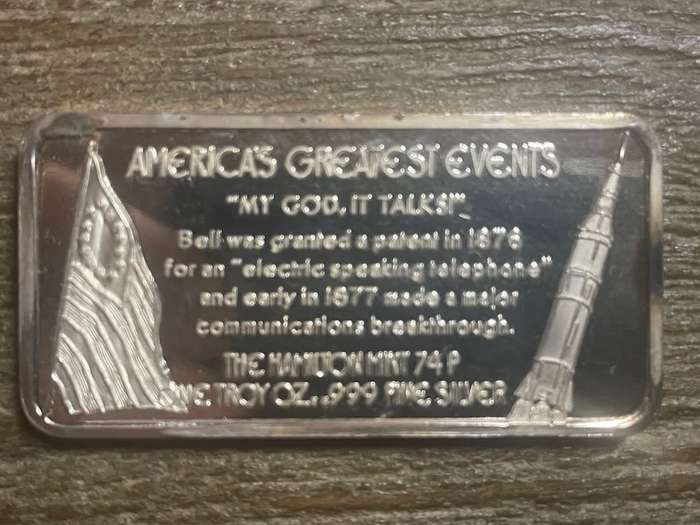 AMERICA'S GREATEST EVENTS
"MY GOD, IT TALKS!"
Bell was granted a patent in 1876
for an "electric speaking telephone"
and early in 1877 made a major
communications breakthrough.
THE HAMILTON MINT 74 P
ONE TROY OZ. .999 FINE SILVER